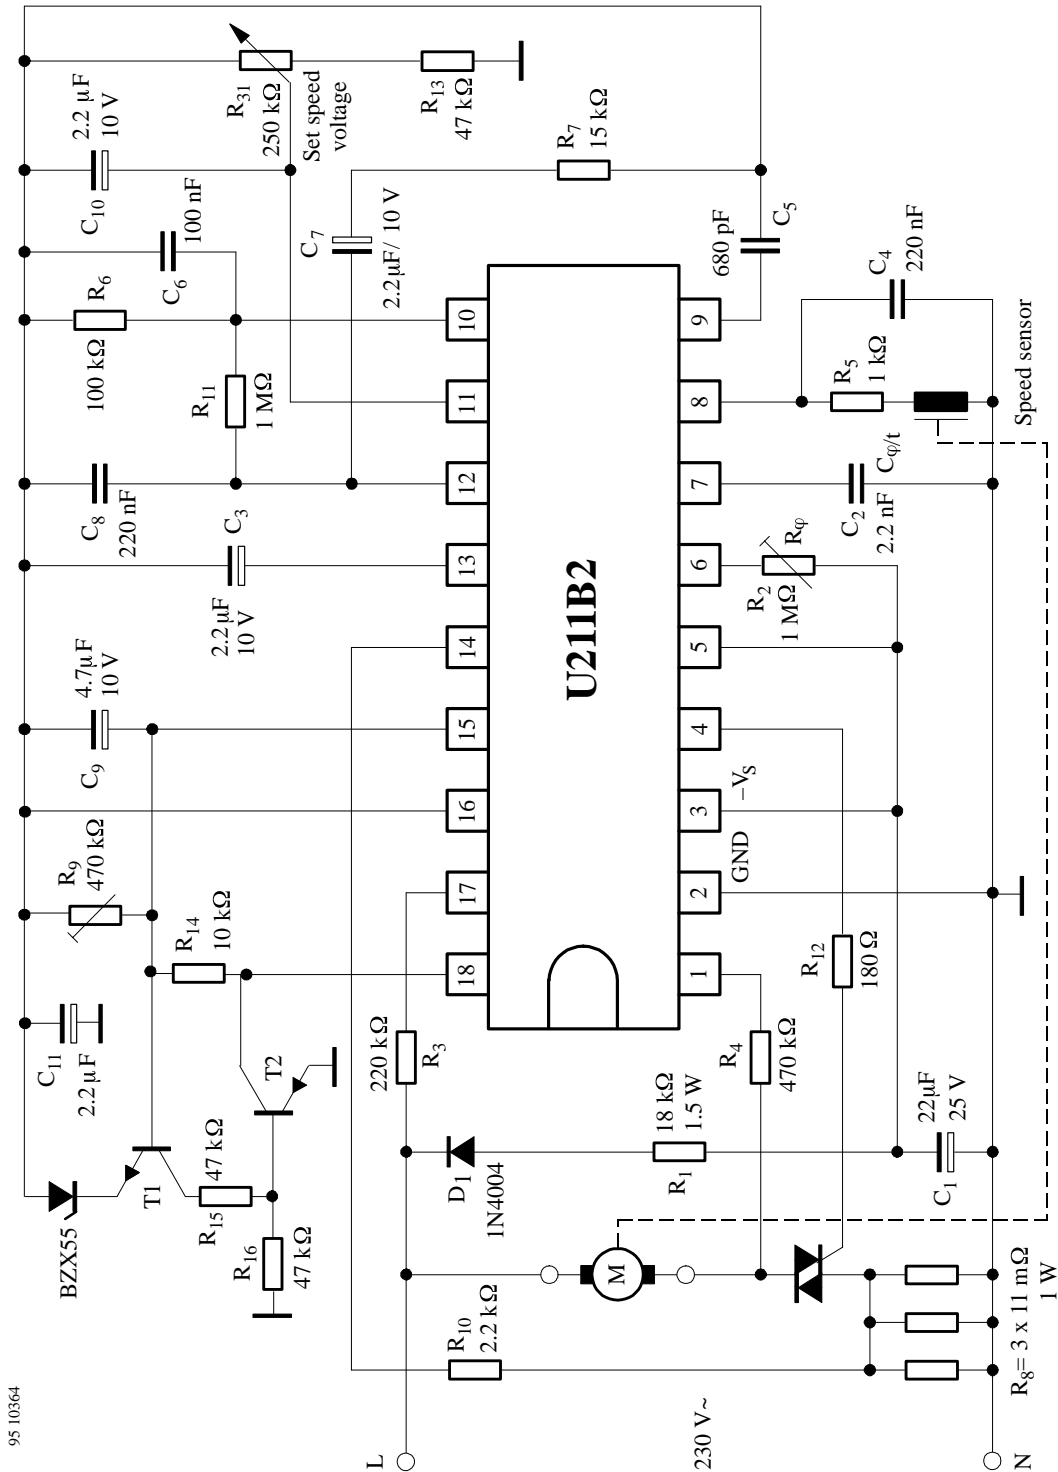 95 10364
L
N
230 V~
BZX55
T1
R15
47 kΩ
R16
47 kΩ
T2
C11
2.2 μF
R9
470 kΩ
R14
10 kΩ
C9
4.7μF
10 V
C3
2.2μF
10 V
C8
220 nF
R11
1 MΩ
R6
100 kΩ
C6
100 nF
C10
2.2 μF
10 V
R31
250 kΩ
Set speed
voltage
R13
47 kΩ
C7
2.2μF/ 10 V
R7
15 kΩ
C5
680 pF
R10
2.2 kΩ
M
D1
1N4004
R1
18 kΩ
1.5 W
R3
220 kΩ
R4
470 kΩ
R12
180 Ω
18
17
16
15
14
13
12
11
10
U211B2
1
2
3
4
5
6
7
8
9
GND
−VS
R2
1 MΩ
Rφ
C2
2.2 nF
Cφ/t
R5
1 kΩ
C4
220 nF
Speed sensor
C1
22μF
25 V
R8= 3 x 11 mΩ
1 W